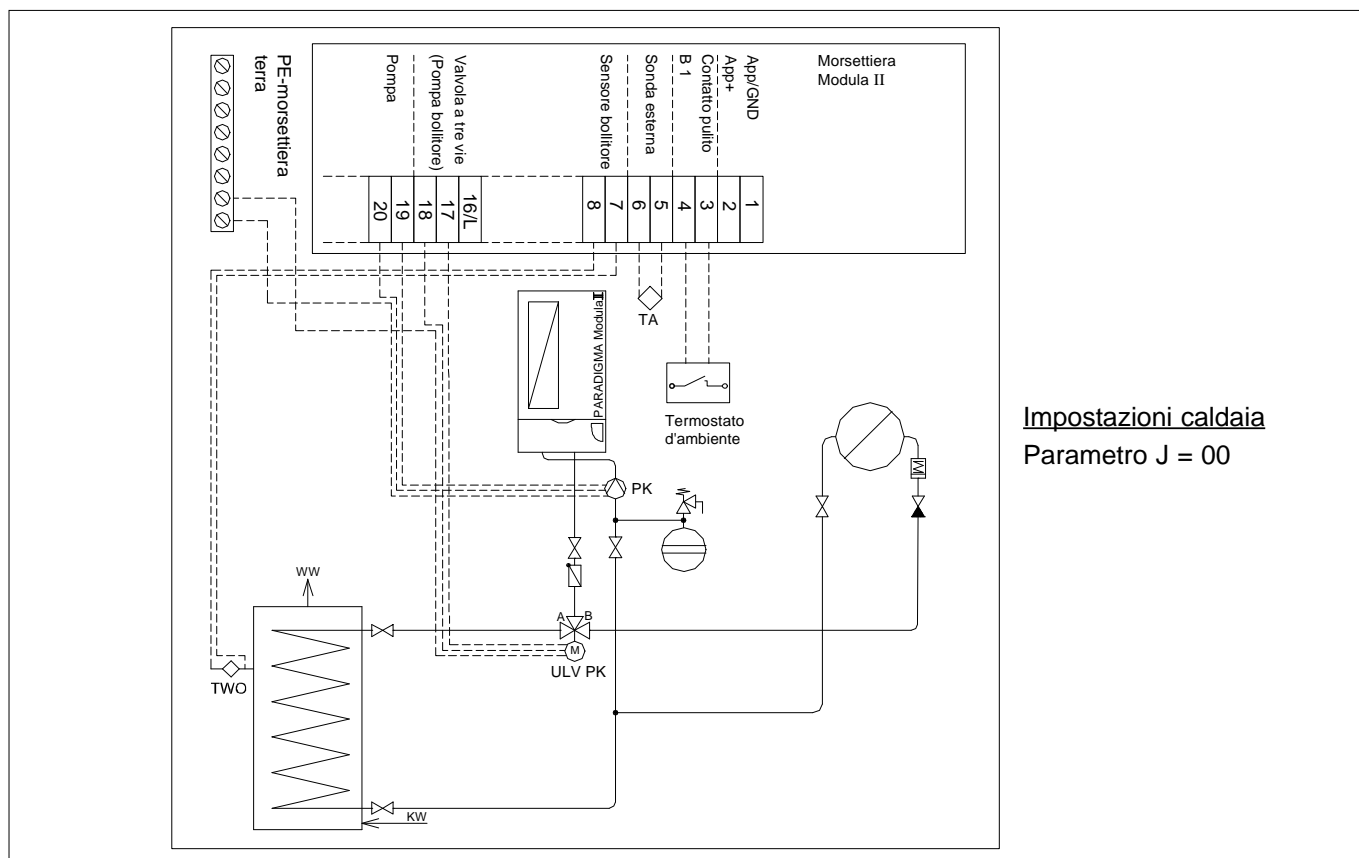 PE-morsettiera
terra
Pompa
Valvola a tre vie
(Pompa bollitore)
Sensore bollitore
Sonda esterna
B 1
Contatto pulito
App+
App/GND
Morsettiera
Modula II
20
19
18
17
16/L
8
7
6
5
4
3
2
1
PARADIGMA Modula II
TA
Termostato
d'ambiente
Impostazioni caldaia
Parametro J = 00
PK
WW
A
B
M
ULV PK
TWO
KW